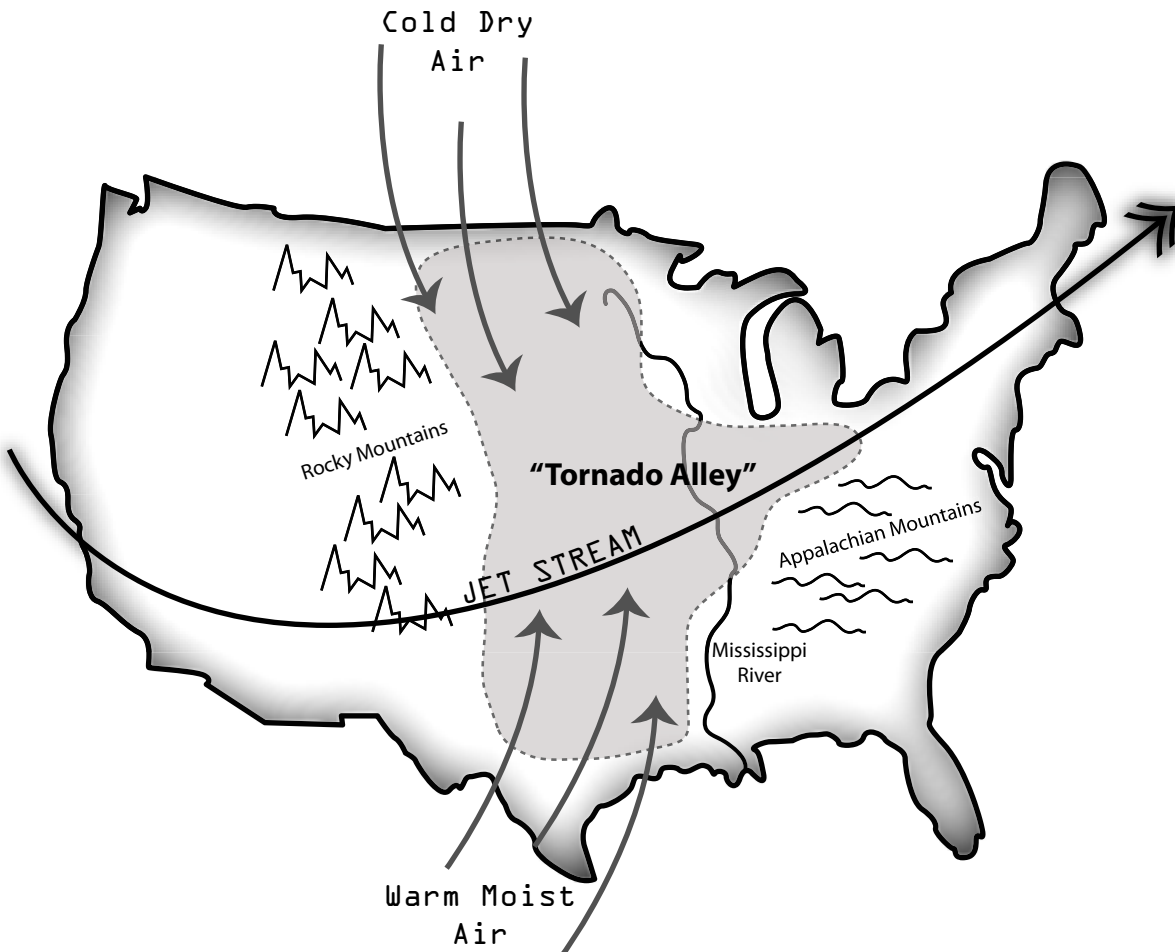 Cold Dry
Air
Rocky Mountains
“Tornado Alley”
Appalachian Mountains
JET STREAM
Mississippi
River
Warm Moist
Air